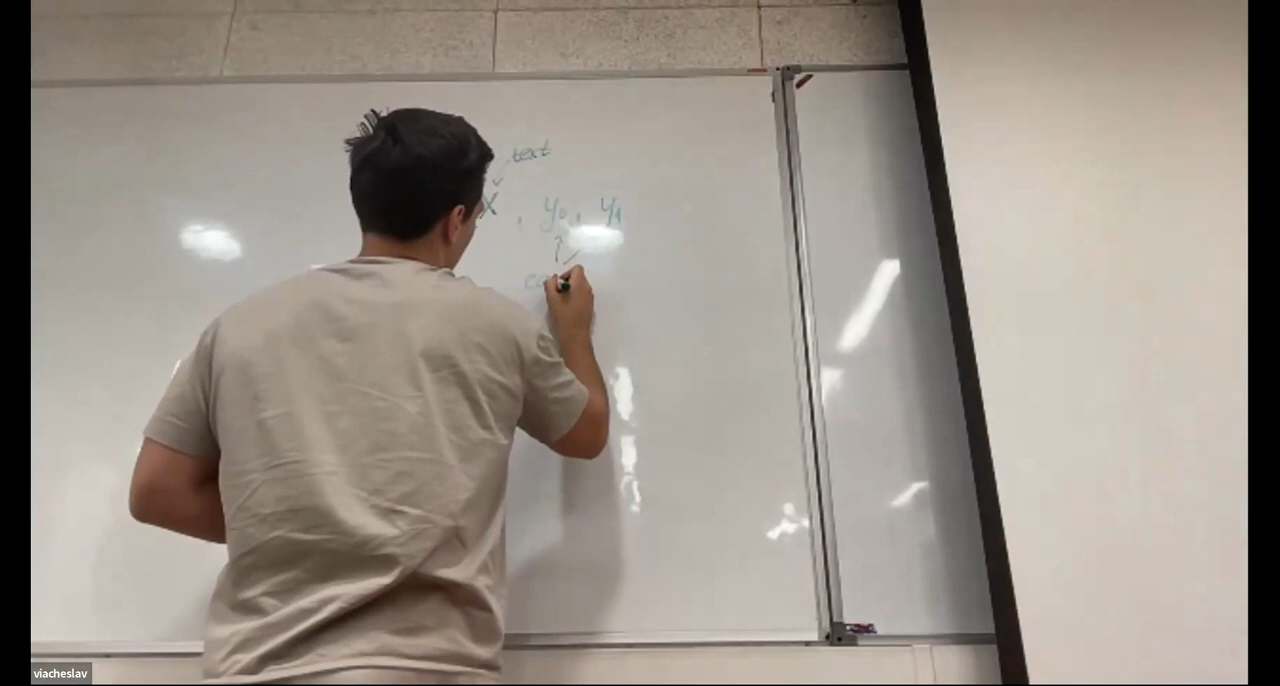 text
X , y₀ , y₁
viacheslav